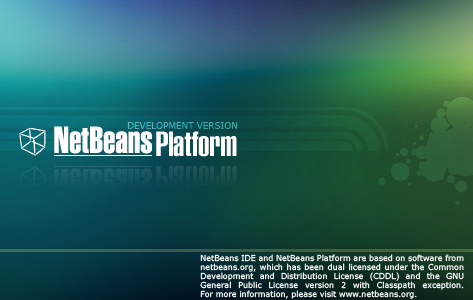 DEVELOPMENT VERSION
NetBeans Platform
NetBeans IDE and NetBeans Platform are based on software from
netbeans.org, which has been dual licensed under the Common
Development and Distribution License (CDDL) and the GNU
General Public License version 2 with Classpath exception.
For more information, please visit www.netbeans.org.